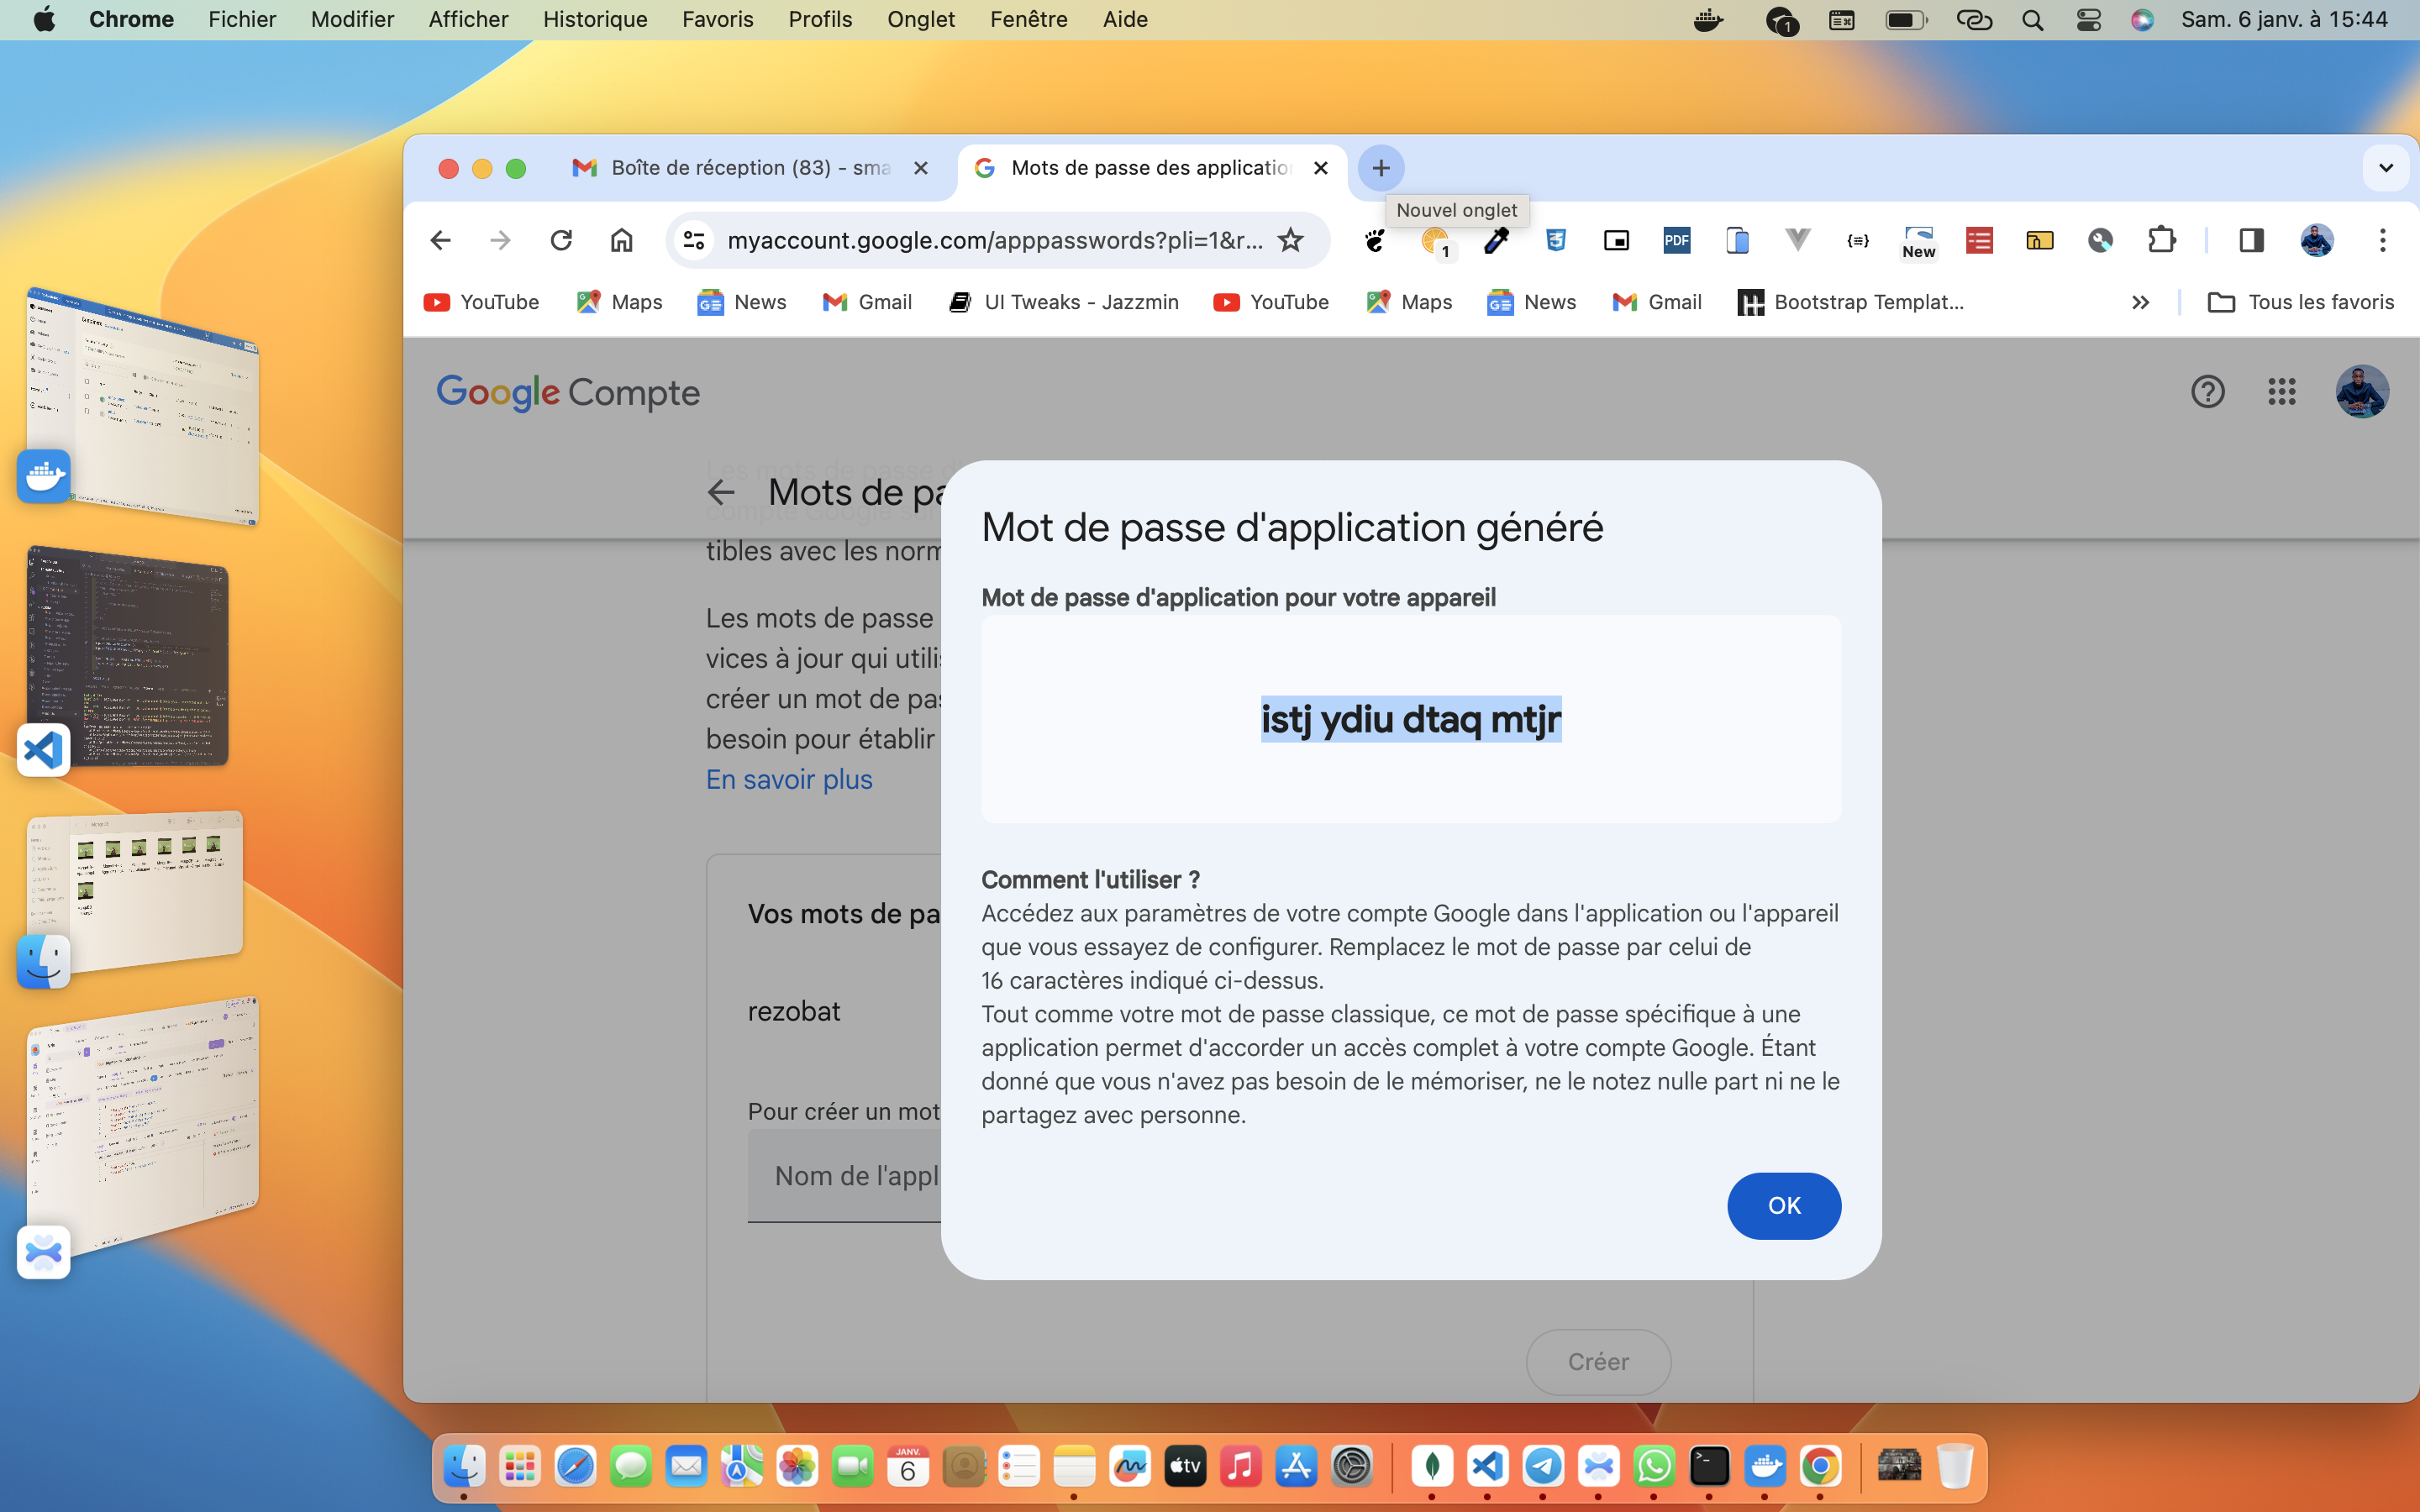 Chrome Fichier Modifier Afficher Historique Favoris Profils Onglet Fenêtre Aide
1
Sam. 6 janv. à 15:44
Boîte de réception (83) - sma
Mots de passe des applicatio
Nouvel onglet
myaccount.google.com/apppasswords?pli=1&r...
1
PDF
New
YouTube Maps News Gmail UI Tweaks - Jazzmin YouTube Maps News Gmail Bootstrap Templat... Tous les favoris
Google Compte
Mots de pa
tibles avec les norm
Les mots de passe
vices à jour qui utilis
créer un mot de pas
besoin pour établir
En savoir plus
Vos mots de pa
rezobat
Pour créer un mot
Nom de l'appl
Créer
Mot de passe d'application généré
Mot de passe d'application pour votre appareil
istj ydiu dtaq mtjr
Comment l'utiliser ?
Accédez aux paramètres de votre compte Google dans l'application ou l'appareil
que vous essayez de configurer. Remplacez le mot de passe par celui de
16 caractères indiqué ci-dessus.
Tout comme votre mot de passe classique, ce mot de passe spécifique à une
application permet d'accorder un accès complet à votre compte Google. Étant
donné que vous n'avez pas besoin de le mémoriser, ne le notez nulle part ni ne le
partagez avec personne.
OK
JANV.
6
tv